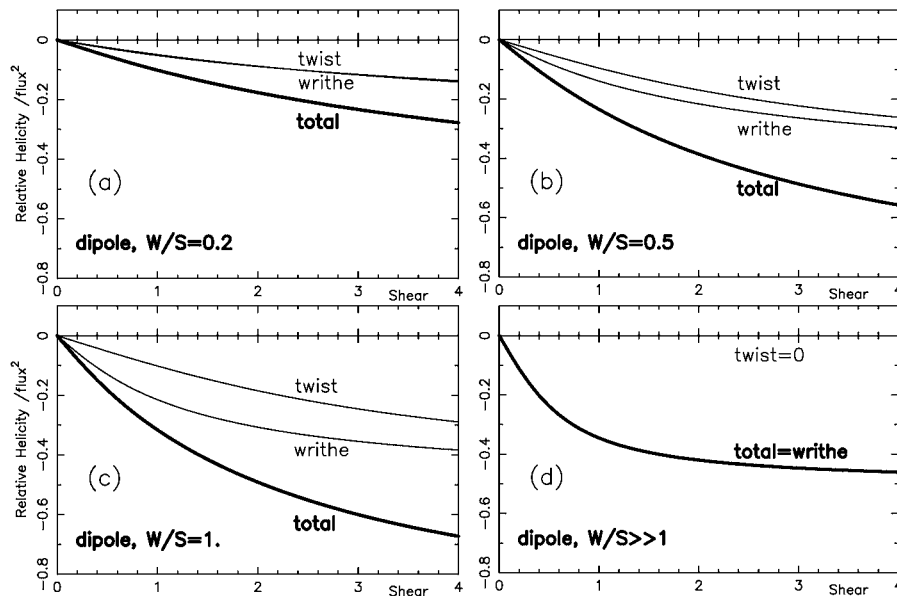 0
twist
writhe
total
(a)
dipole, W/S=0.2
Relative Helicity /flux²
−0.2
−0.4
−0.6
−0.8
0 1 2 Shear 3 4
0
twist
writhe
total
(b)
dipole, W/S=0.5
−0.2
−0.4
−0.6
−0.8
0 1 2 Shear 3 4
0
twist
writhe
total
(c)
dipole, W/S=1.
Relative Helicity /flux²
−0.2
−0.4
−0.6
−0.8
0 1 2 Shear 3 4
0
twist=0
total=writhe
(d)
dipole, W/S>>1
−0.2
−0.4
−0.6
−0.8
0 1 2 3 Shear 4